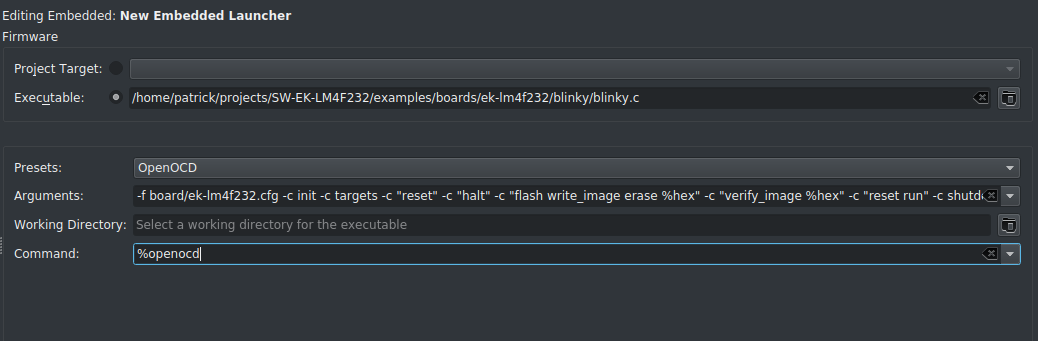 Editing Embedded: New Embedded Launcher
Firmware
Project Target:
Executable: /home/patrick/projects/SW-EK-LM4F232/examples/boards/ek-lm4f232/blinky/blinky.c
Presets: OpenOCD
Arguments: -f board/ek-lm4f232.cfg -c init -c targets -c "reset" -c "halt" -c "flash write_image erase %hex" -c "verify_image %hex" -c "reset run" -c shutd
Working Directory: Select a working directory for the executable
Command: %openocd